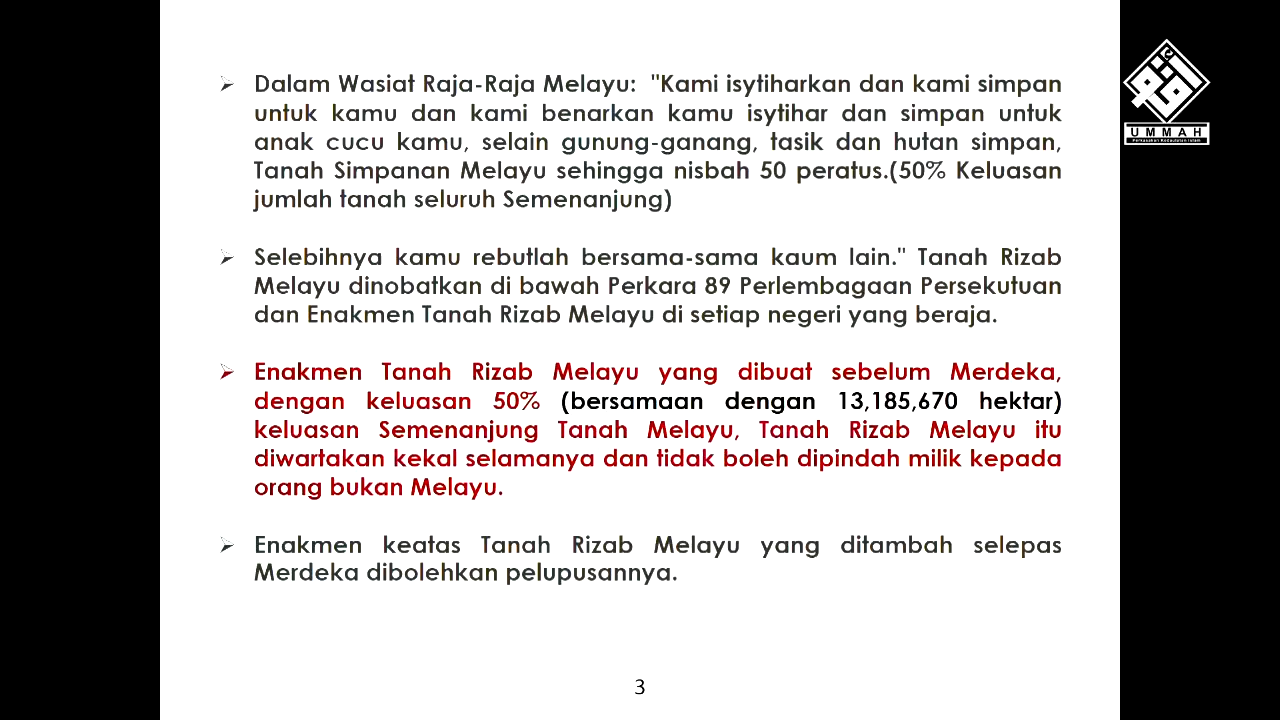 ➢ Dalam Wasiat Raja-Raja Melayu: "Kami isytiharkan dan kami simpan
untuk kamu dan kami benarkan kamu isytihar dan simpan untuk
anak cucu kamu, selain gunung-ganang, tasik dan hutan simpan,
Tanah Simpanan Melayu sehingga nisbah 50 peratus.(50% Keluasan
jumlah tanah seluruh Semenanjung)
➢ Selebihnya kamu rebutlah bersama-sama kaum lain." Tanah Rizab
Melayu dinobatkan di bawah Perkara 89 Perlembagaan Persekutuan
dan Enakmen Tanah Rizab Melayu di setiap negeri yang beraja.
➢ Enakmen Tanah Rizab Melayu yang dibuat sebelum Merdeka,
dengan keluasan 50% (bersamaan dengan 13,185,670 hektar)
keluasan Semenanjung Tanah Melayu, Tanah Rizab Melayu itu
diwartakan kekal selamanya dan tidak boleh dipindah milik kepada
orang bukan Melayu.
➢ Enakmen keatas Tanah Rizab Melayu yang ditambah selepas
Merdeka dibolehkan pelupusannya.
3
UMMAH